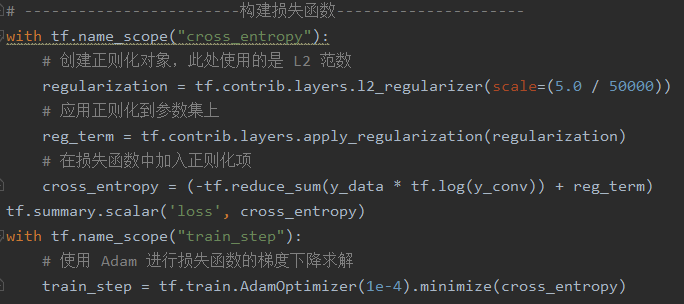 # ------------------------构建损失函数---------------------
with tf.name_scope("cross_entropy"):
# 创建正则化对象，此处使用的是 L2 范数
regularization = tf.contrib.layers.l2_regularizer(scale=(5.0 / 50000))
# 应用正则化到参数集上
reg_term = tf.contrib.layers.apply_regularization(regularization)
# 在损失函数中加入正则化项
cross_entropy = (-tf.reduce_sum(y_data * tf.log(y_conv)) + reg_term)
tf.summary.scalar('loss', cross_entropy)
with tf.name_scope("train_step"):
# 使用 Adam 进行损失函数的梯度下降求解
train_step = tf.train.AdamOptimizer(1e-4).minimize(cross_entropy)